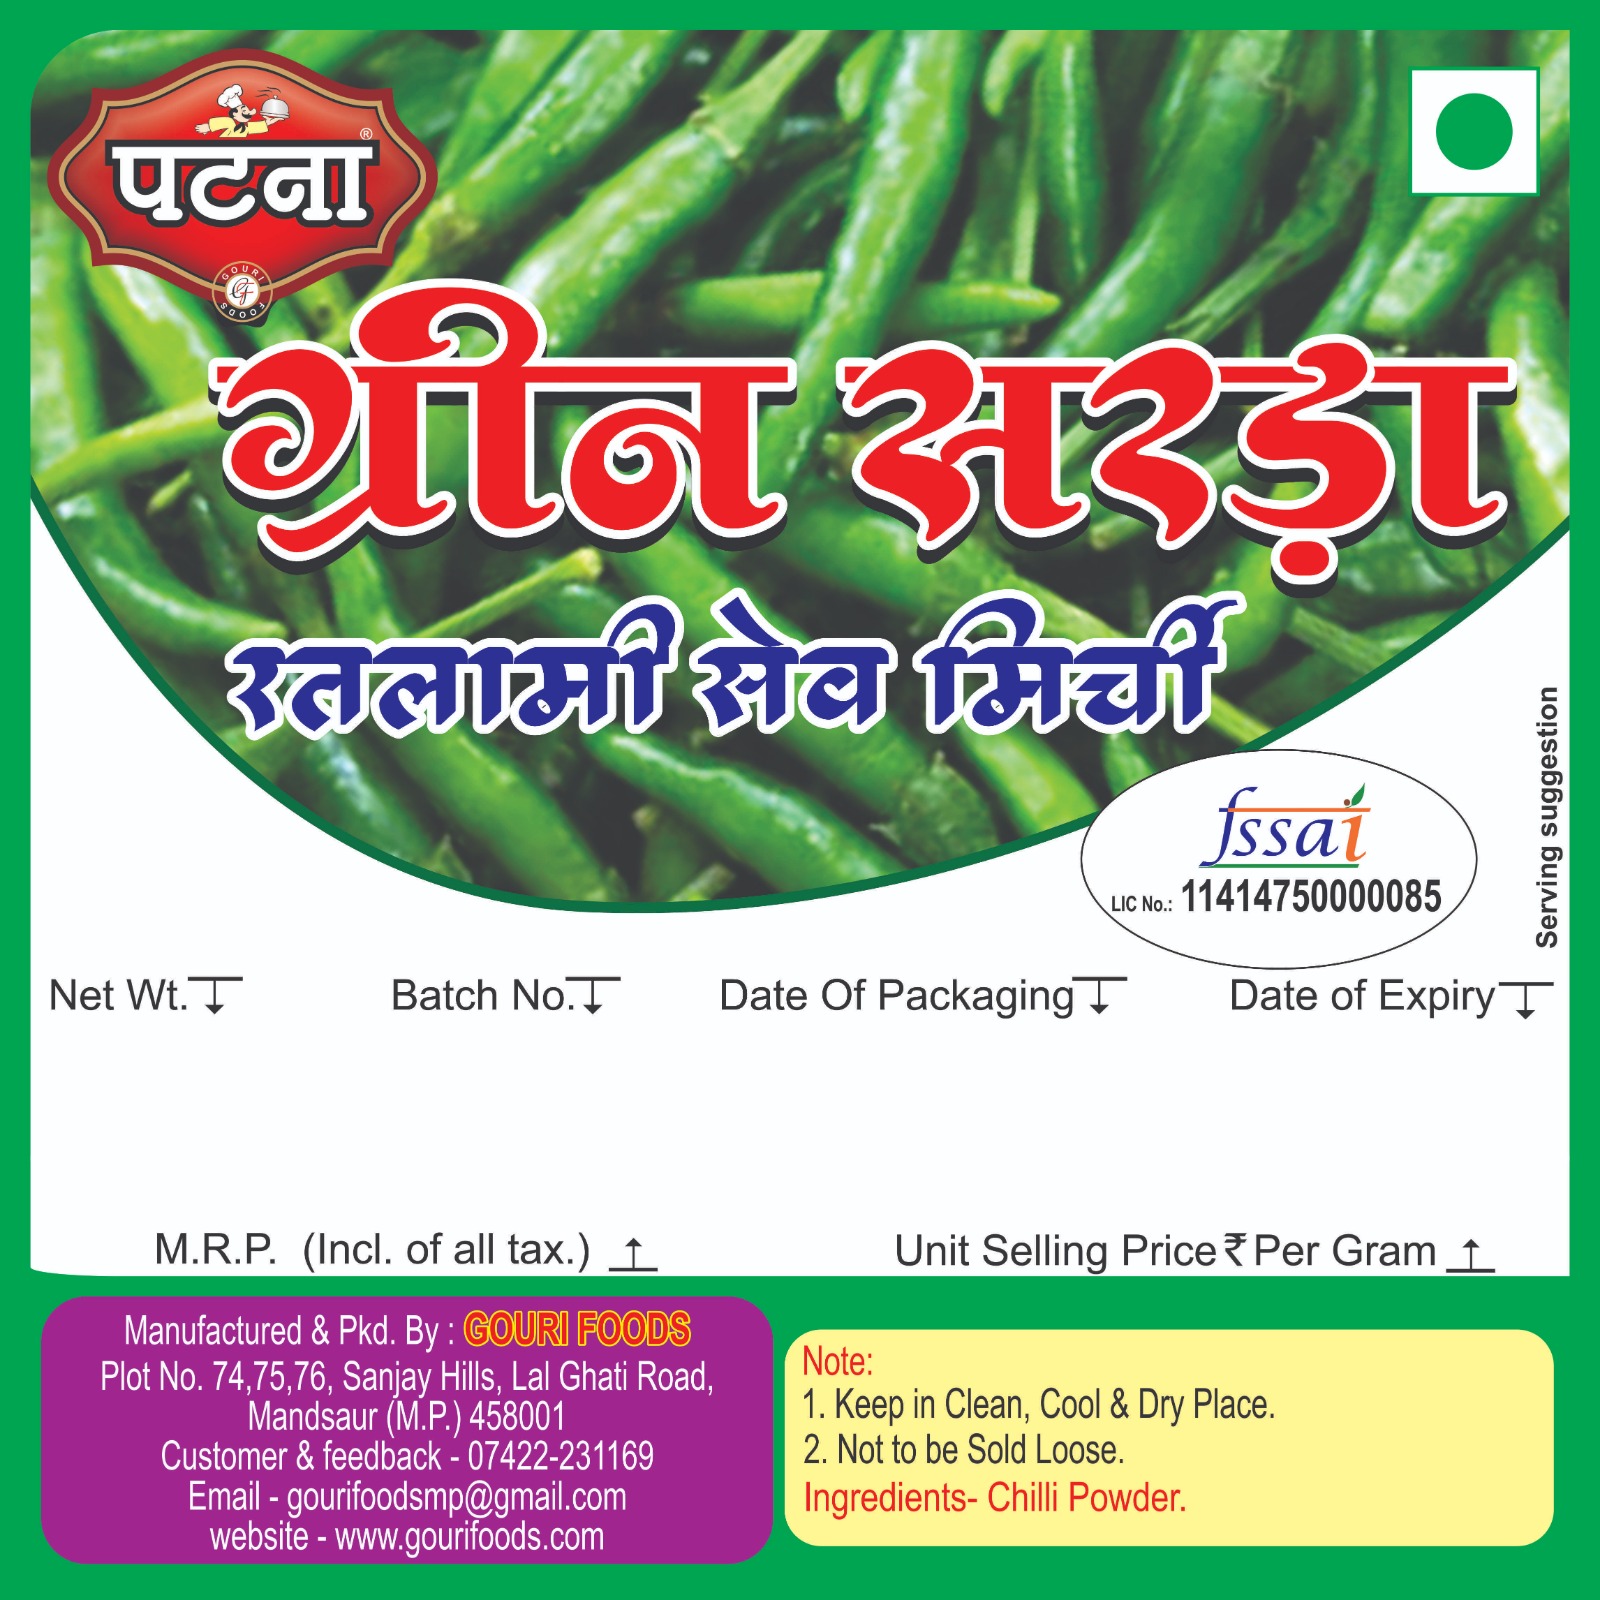 पटना ®
GOURI FOODS
GF
ग्रीन सरड़ा
रतलामी सेव मिर्ची
fssai
LIC No.: 11414750000085
Serving suggestion
Net Wt. Batch No. Date Of Packaging Date of Expiry
M.R.P. (Incl. of all tax.) Unit Selling Price ₹ Per Gram
Manufactured & Pkd. By : GOURI FOODS
Plot No. 74,75,76, Sanjay Hills, Lal Ghati Road,
Mandsaur (M.P.) 458001
Customer & feedback - 07422-231169
Email - gourifoodsmp@gmail.com
website - www.gourifoods.com
Note:
1. Keep in Clean, Cool & Dry Place.
2. Not to be Sold Loose.
Ingredients- Chilli Powder.